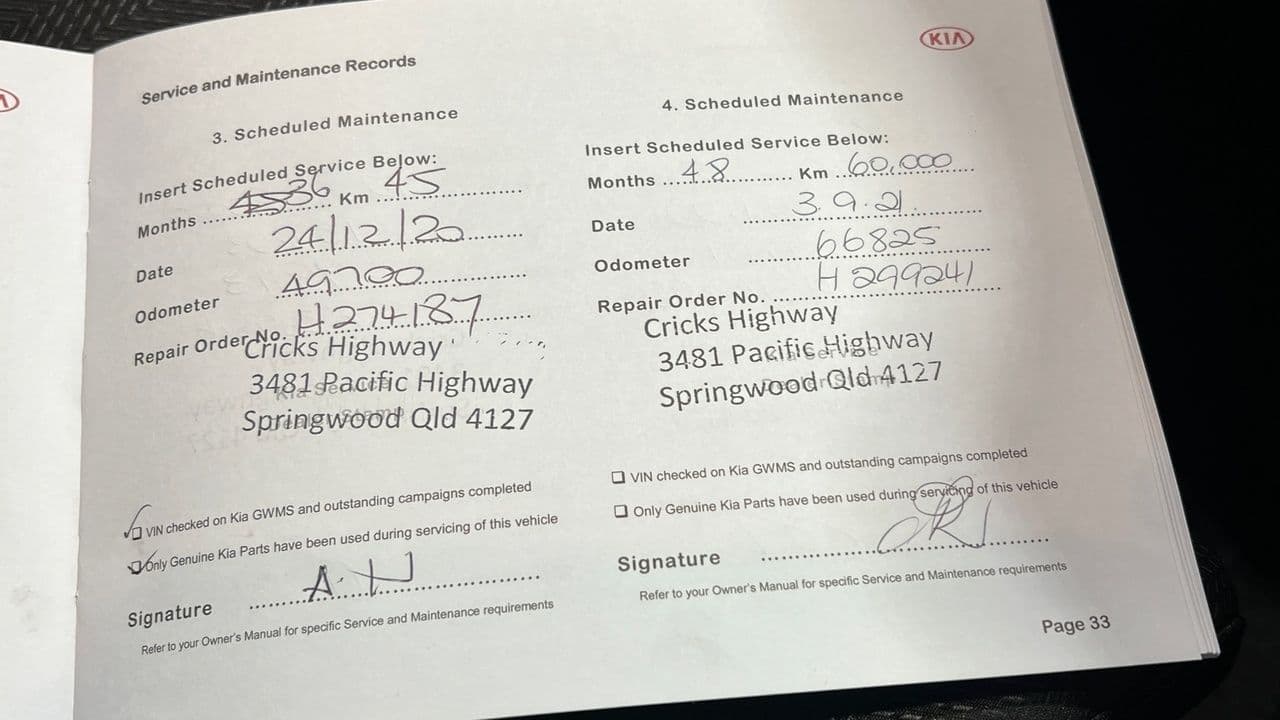 KIA
Service and Maintenance Records
3. Scheduled Maintenance
Insert Scheduled Service Below:
Months 36 Km 45
Date 24/12/20
Odometer 49700
Repair Order No. H274187
Cricks Highway
3481 Pacific Highway
Springwood Qld 4127
VIN checked on Kia GWMS and outstanding campaigns completed
Only Genuine Kia Parts have been used during servicing of this vehicle
Signature
Refer to your Owner's Manual for specific Service and Maintenance requirements
4. Scheduled Maintenance
Insert Scheduled Service Below:
Months 48 Km 60,000
Date 3.9.21
Odometer 66825
Repair Order No. H299241
Cricks Highway
3481 Pacific Highway
Springwood Qld 4127
VIN checked on Kia GWMS and outstanding campaigns completed
Only Genuine Kia Parts have been used during servicing of this vehicle
Signature
Refer to your Owner's Manual for specific Service and Maintenance requirements
Page 33